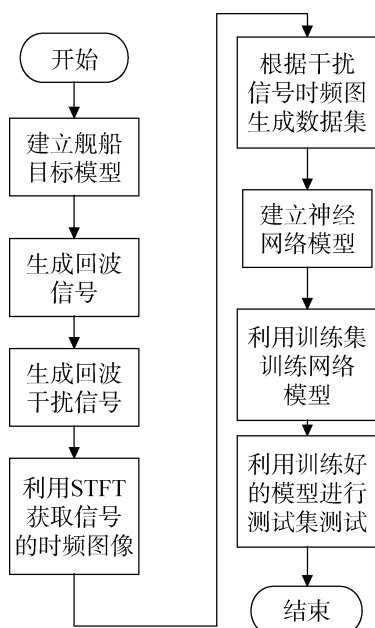 开始
建立舰船
目标模型
生成回波
信号
生成回波
干扰信号
利用STFT
获取信号
的时频图像
根据干扰
信号时频图
生成数据集
建立神经
网络模型
利用训练集
训练网络
模型
利用训练好
的模型进行
测试集测试
结束